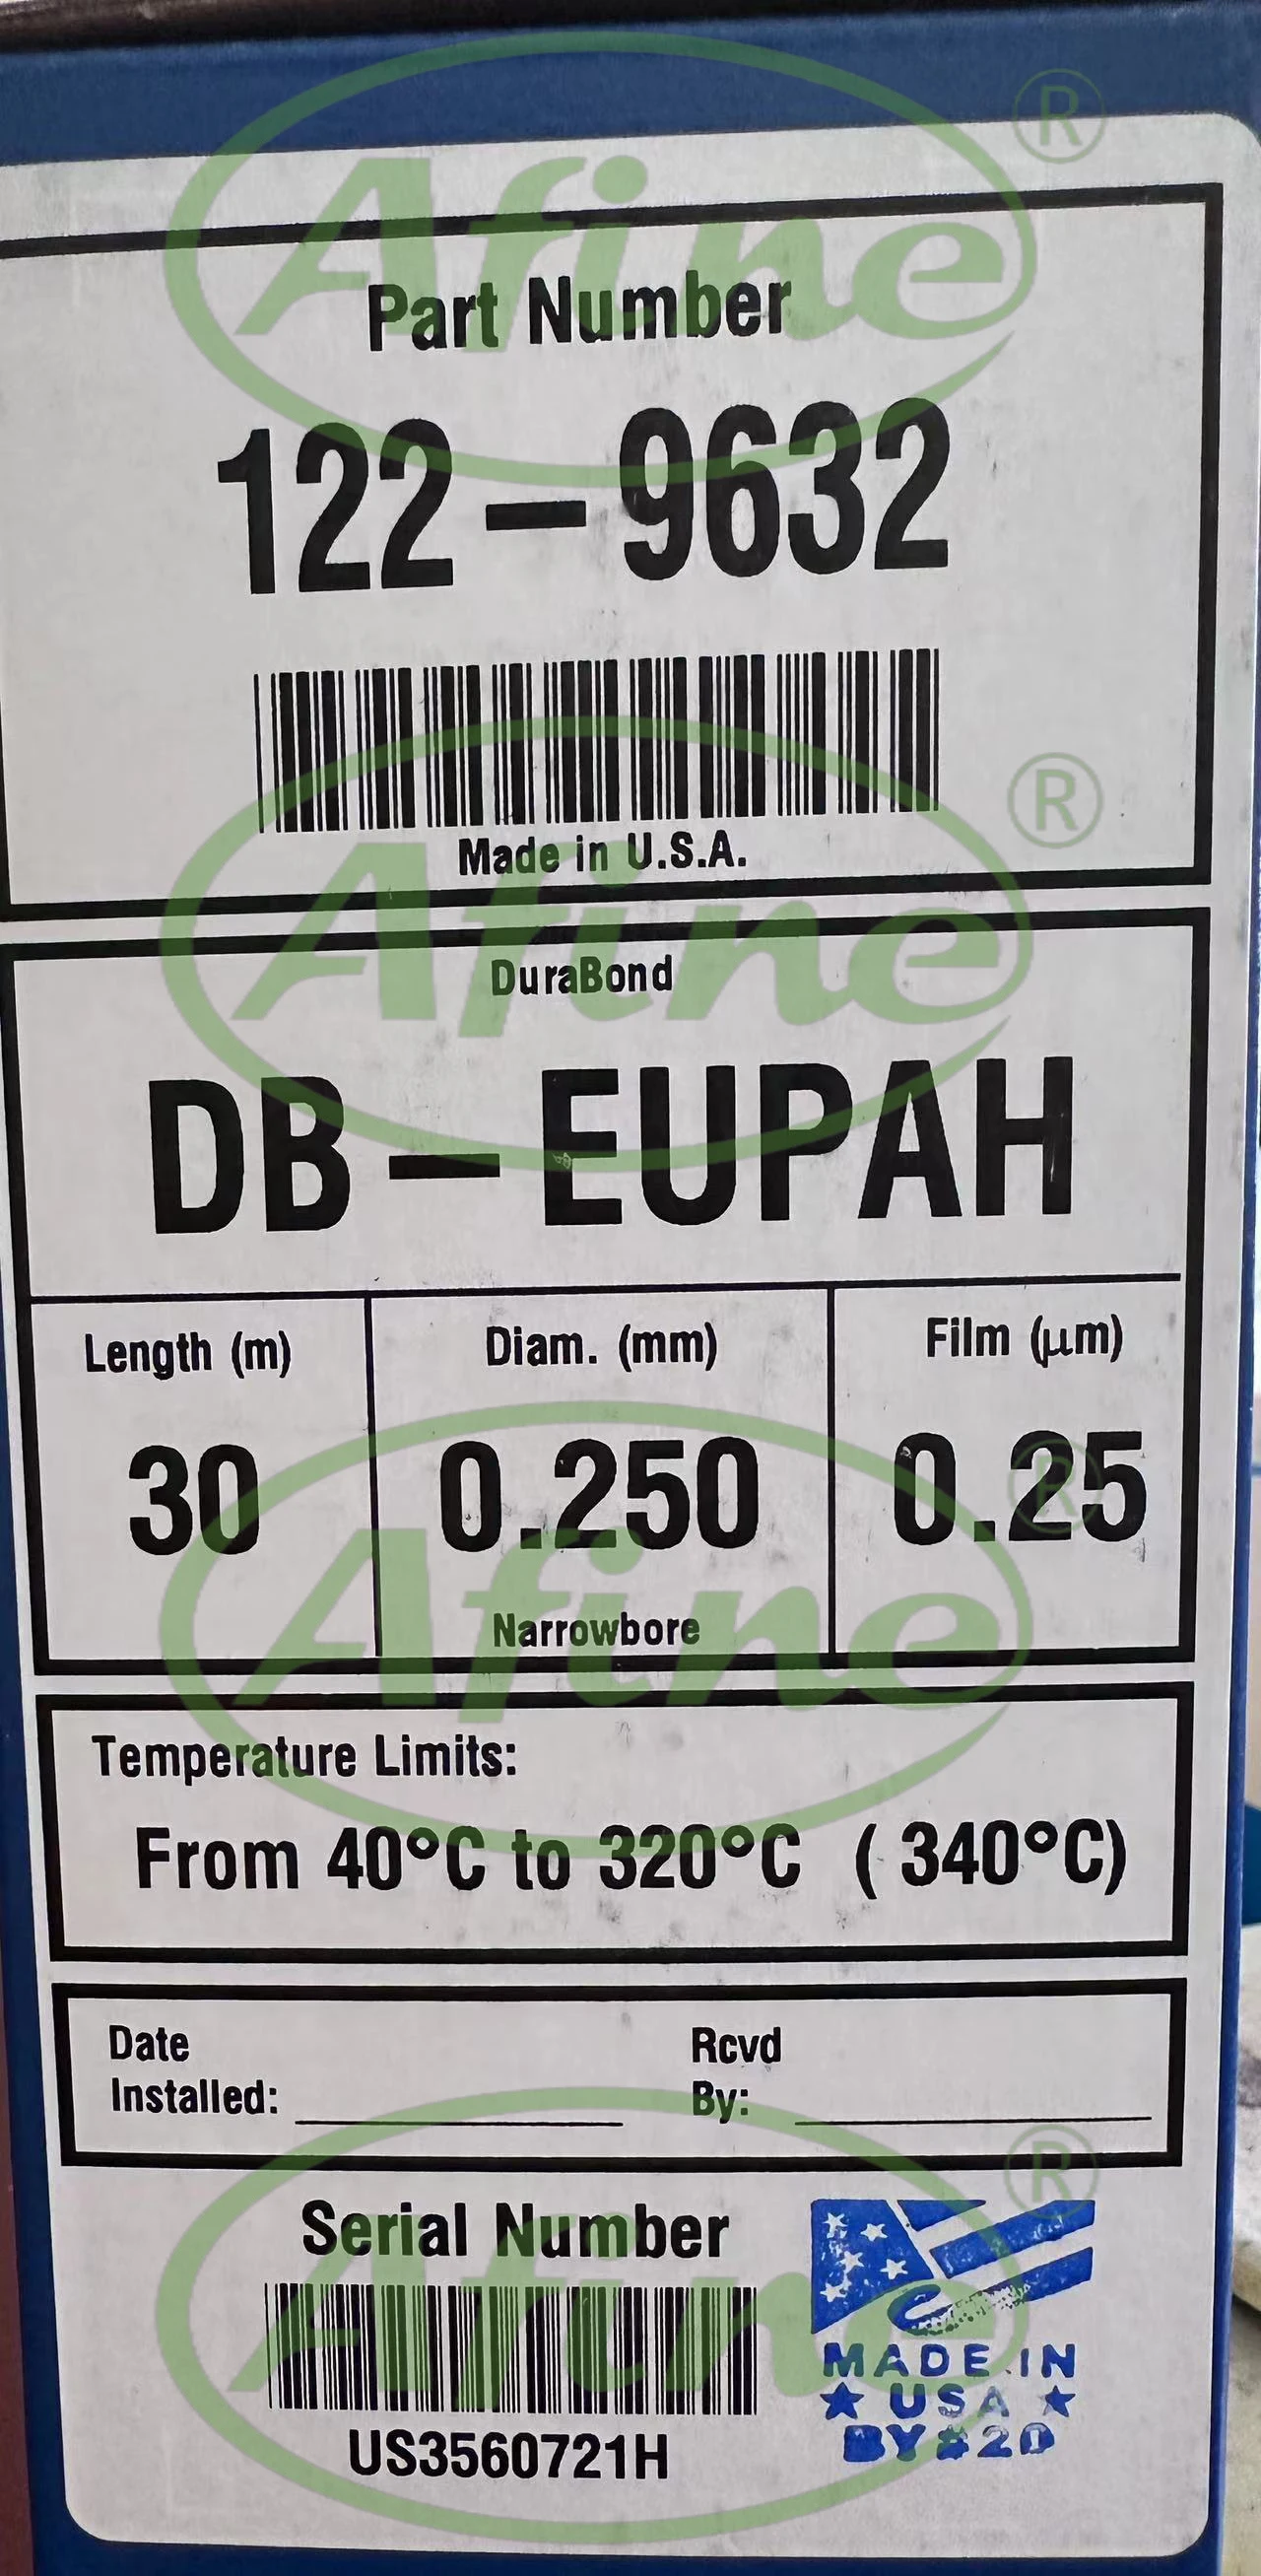 Afine ®
Part Number
122-9632
Made in U.S.A.
Afine ®
DuraBond
DB-EUPAH
Length (m) Diam. (mm) Film (μm)
30 0.250 0.25
Narrowbore
Afine ®
Temperature Limits:
From 40°C to 320°C ( 340°C)
Date Rcvd
Installed: By:
Afine ®
Serial Number
US3560721H
MADE IN
★ USA ★
BY